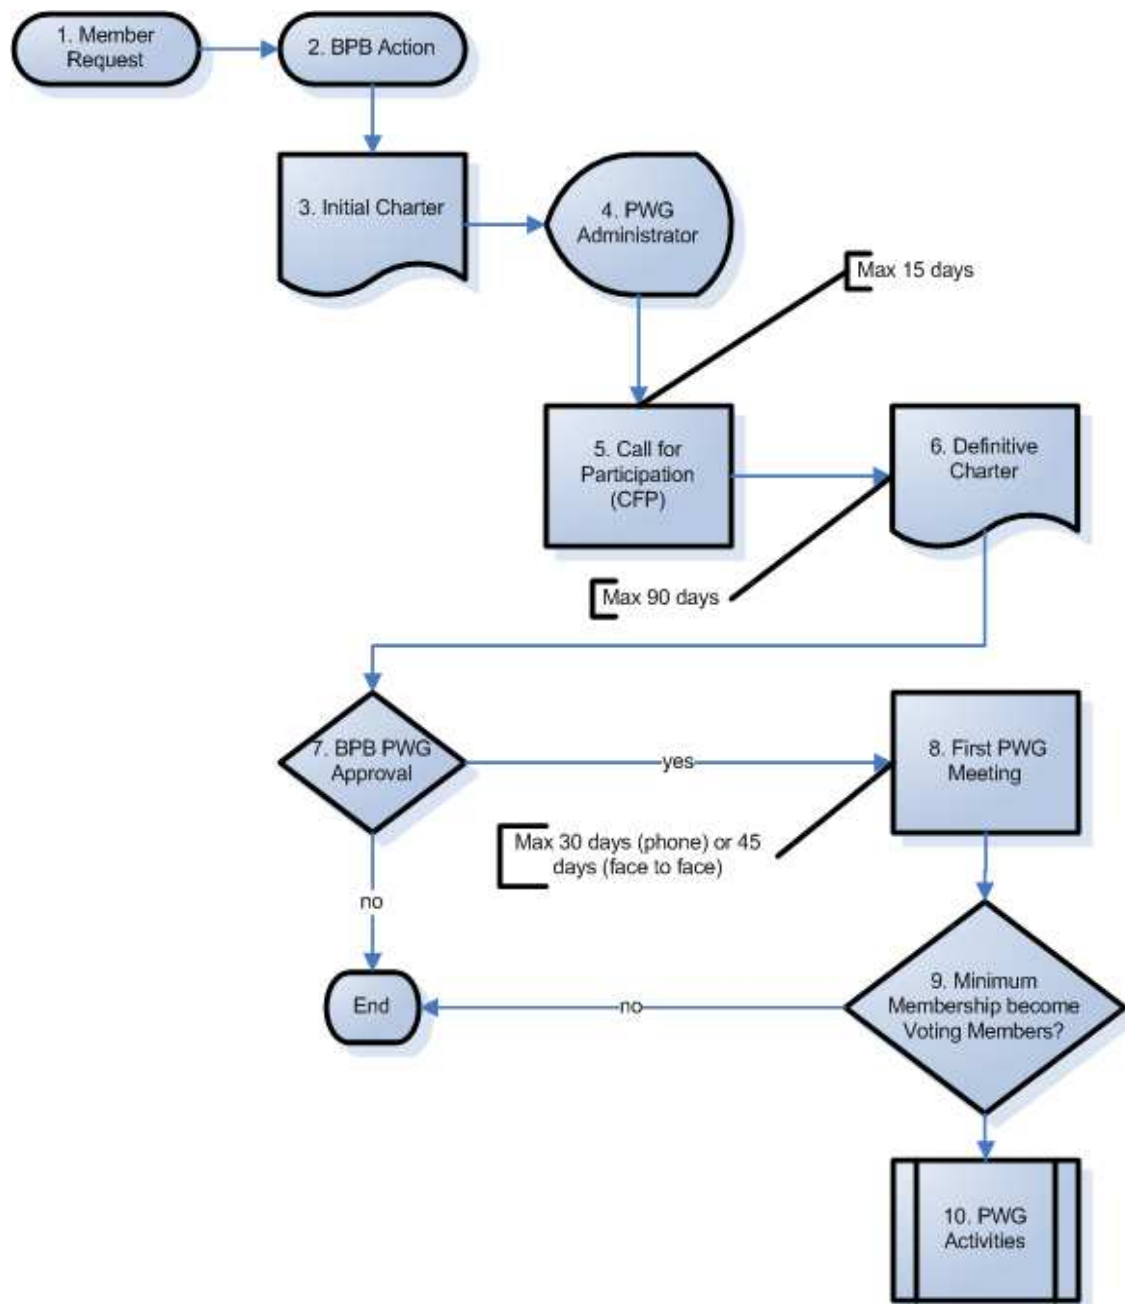 1. Member
Request
2. BPB Action
3. Initial Charter
4. PWG
Administrator
Max 15 days
5. Call for
Participation
(CFP)
6. Definitive
Charter
Max 90 days
7. BPB PWG
Approval
yes
8. First PWG
Meeting
Max 30 days (phone) or 45
days (face to face)
no
End
no
9. Minimum
Membership become
Voting Members?
10. PWG
Activities